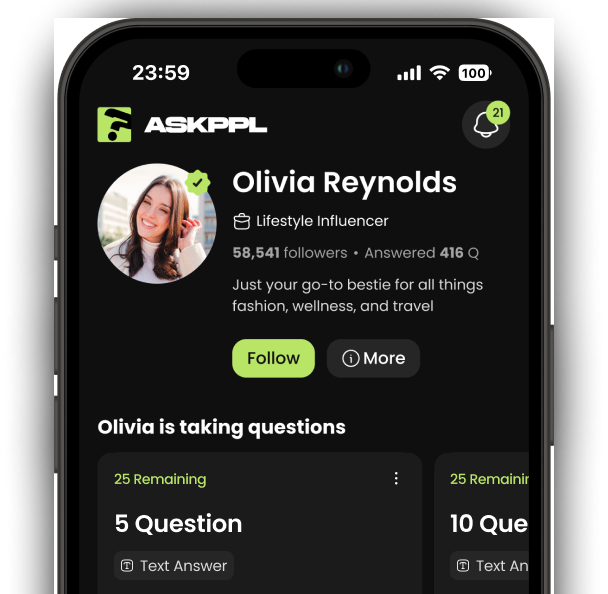 23:59
100
ASKPPL
21
Olivia Reynolds
Lifestyle Influencer
58,541 followers • Answered 416 Q
Just your go-to bestie for all things
fashion, wellness, and travel
Follow
More
Olivia is taking questions
25 Remaining
5 Question
Text Answer
25 Remainin
10 Que
Text An